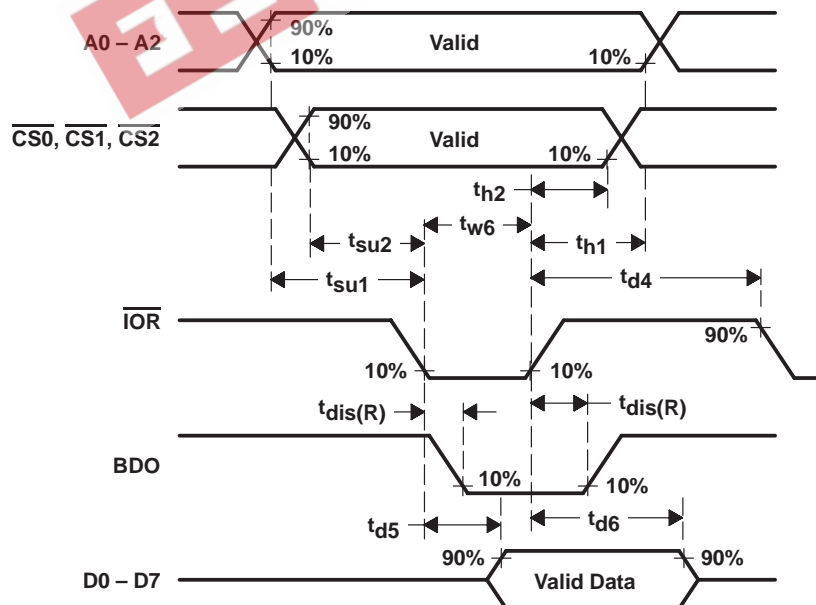 A0 – A2
90%
10%
Valid
10%
CS0, CS1, CS2
90%
10%
Valid
10%
th2
tw6
tsu2
th1
tsu1
td4
IOR
10%
10%
90%
tdis(R)
tdis(R)
BDO
10%
10%
td5
td6
90%
90%
D0 – D7
Valid Data